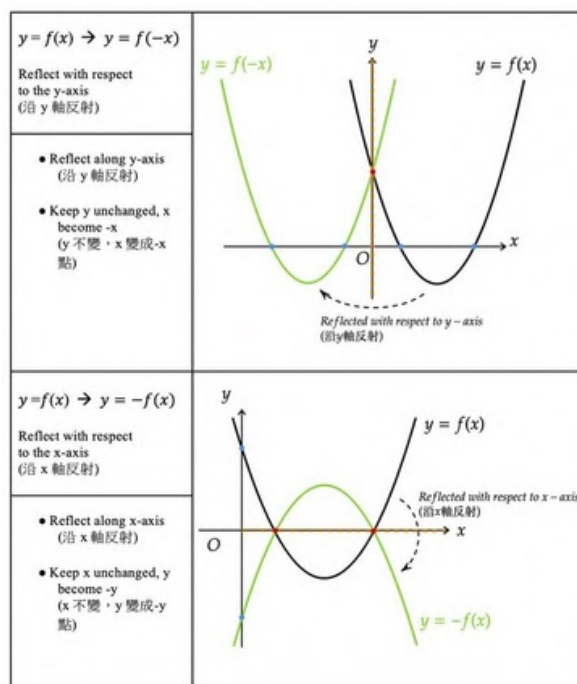 y = f(x) → y = f(−x)
Reflect with respect
to the y-axis
(沿 y 軸反射)
● Reflect along y-axis
(沿 y 軸反射)
● Keep y unchanged, x
become -x
(y 不變，x 變成-x
點)
y = f(−x)
y
y = f(x)
O
x
Reflected with respect to y – axis
(沿y軸反射)
y=f(x) → y = −f(x)
Reflect with respect
to the x-axis
(沿 x 軸反射)
● Reflect along x-axis
(沿 x 軸反射)
● Keep x unchanged, y
become -y
(x 不變，y 變成-y
點)
y
y = f(x)
Reflected with respect to x – axis
(沿x軸反射)
O
x
y = −f(x)